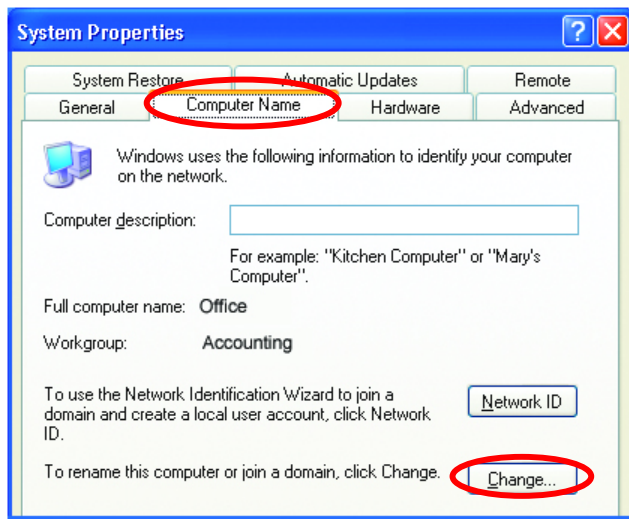 System Properties
System Restore Automatic Updates Remote
General Computer Name Hardware Advanced
Windows uses the following information to identify your computer
on the network.
Computer description:
For example: "Kitchen Computer" or "Mary's
Computer".
Full computer name: Office
Workgroup: Accounting
To use the Network Identification Wizard to join a
domain and create a local user account, click Network
ID.
Network ID
To rename this computer or join a domain, click Change.
Change...